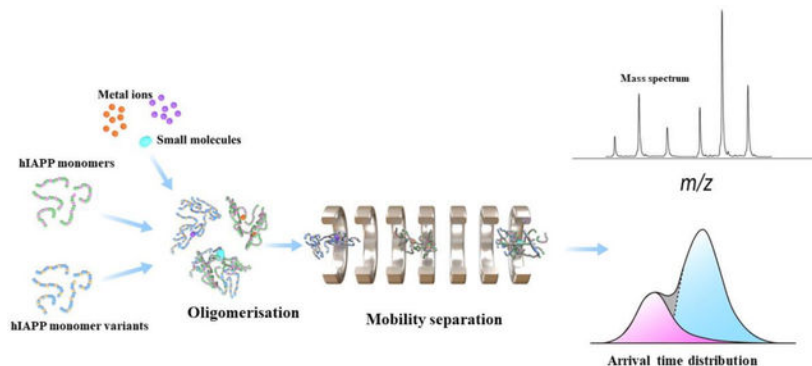 Metal ions
Small molecules
hIAPP monomers
hIAPP monomer variants
Oligomerisation
Mobility separation
Mass spectrum
m/z
Arrival time distribution